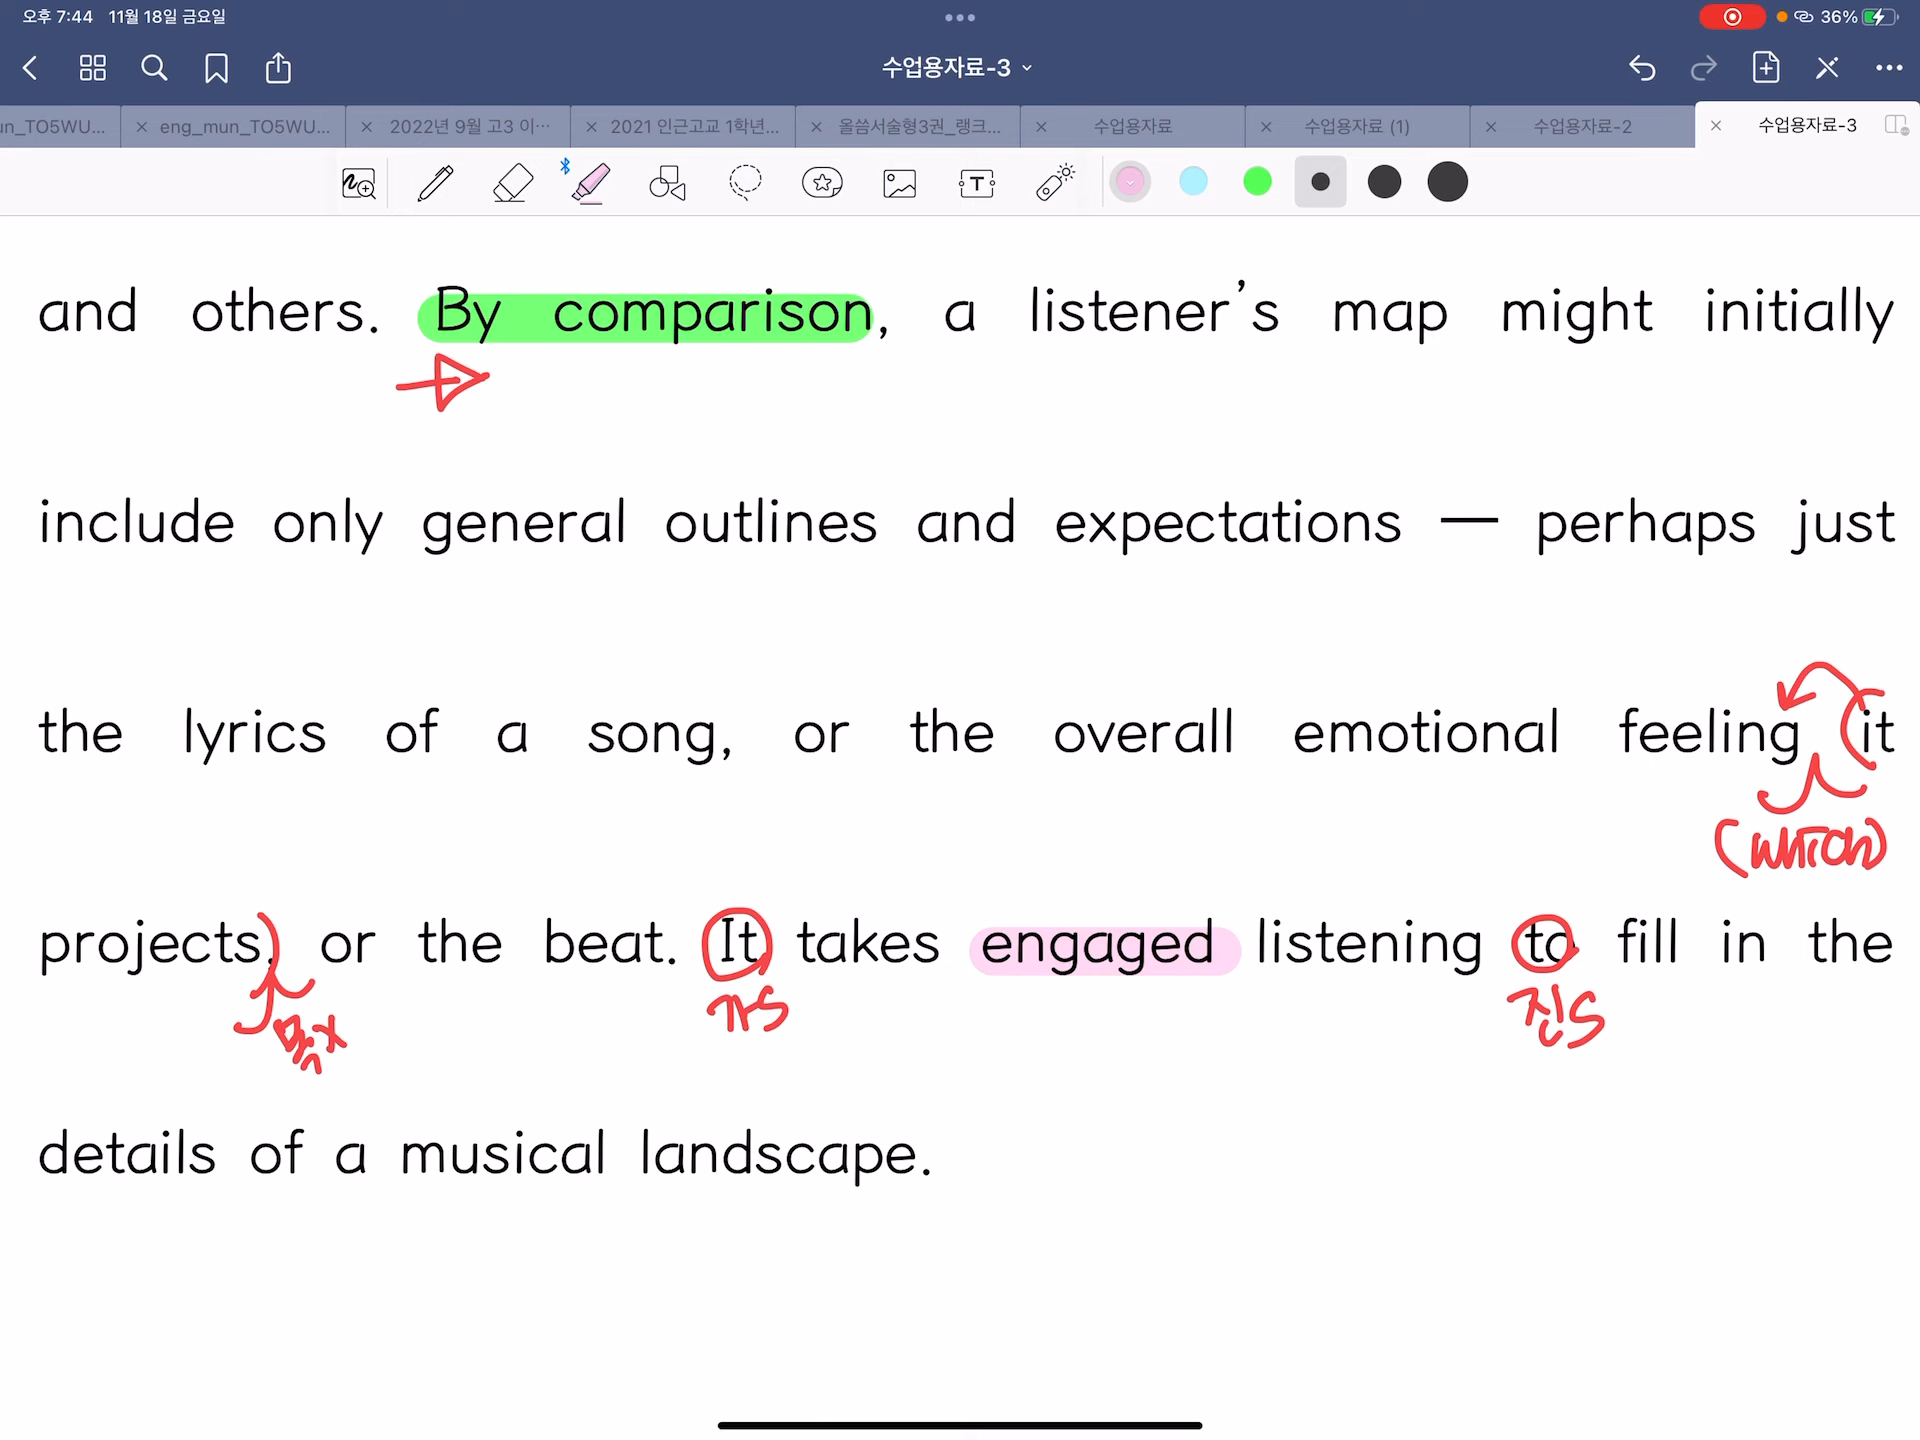 오후 7:44 11월 18일 금요일
36%
수업용자료-3
un_TO5WU...
eng_mun_TO5WU...
2022년 9월 고3 이...
2021 인근고교 1학년...
올씀서술형3권_랭크...
수업용자료
수업용자료 (1)
수업용자료-2
수업용자료-3
and others. By comparison, a listener's map might initially
include only general outlines and expectations — perhaps just
the lyrics of a song, or the overall emotional feeling (it
(which)
projects), or the beat. It takes engaged listening to fill in the
목X 가S 진S
details of a musical landscape.